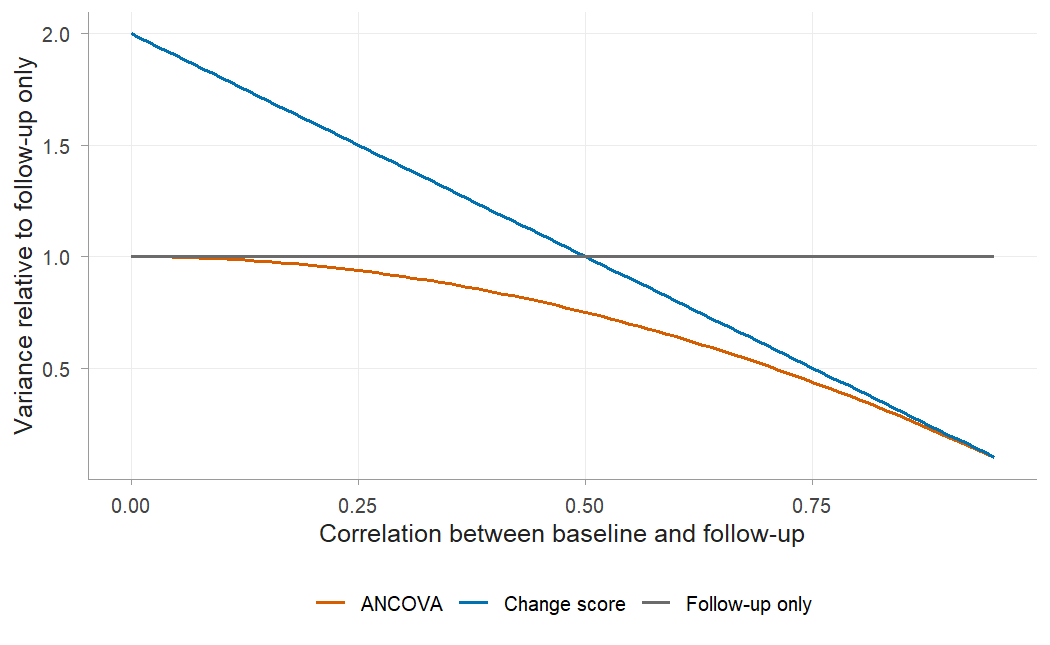 Variance relative to follow-up only
2.0
1.5
1.0
0.5
0.00 0.25 0.50 0.75
Correlation between baseline and follow-up
ANCOVA Change score Follow-up only